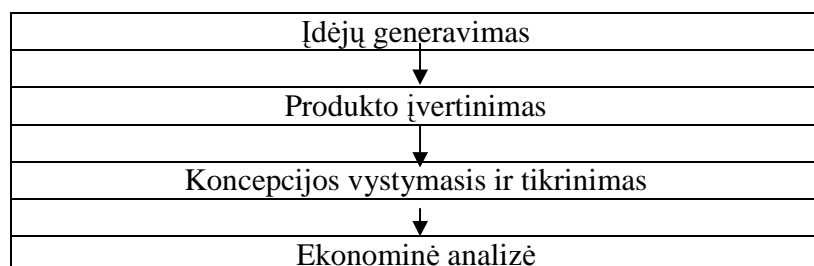 Įdėjų generavimas
Produkto įvertinimas
Koncepcijos vystymasis ir tikrinimas
Ekonominė analizė